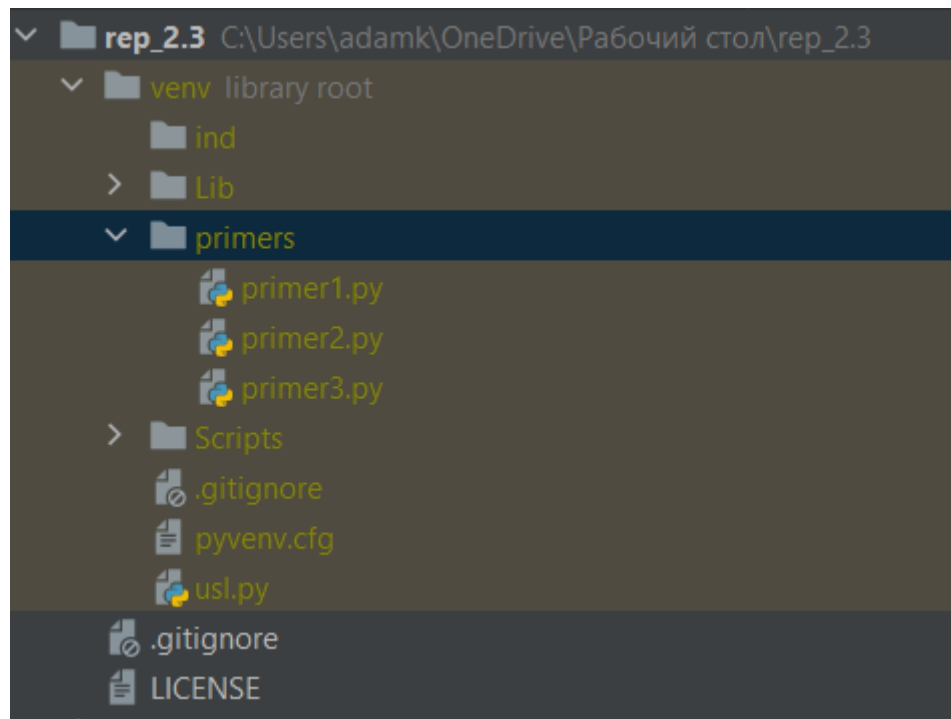 rep_2.3 C:\Users\adamk\OneDrive\Рабочий стол\rep_2.3
venv library root
ind
Lib
primers
primer1.py
primer2.py
primer3.py
Scripts
.gitignore
pyvenv.cfg
usl.py
.gitignore
LICENSE